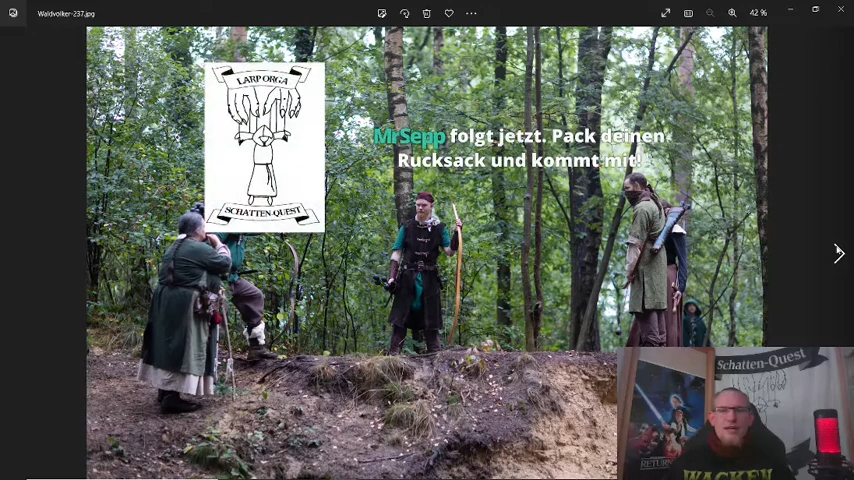 Waldvolker-237.jpg
42 %
LARP ORGA
MrSepp folgt jetzt. Pack deinen
Rucksack und kommt mit!
SCHATTEN-QUEST
Schatten-Quest
RETURN
WACKEN